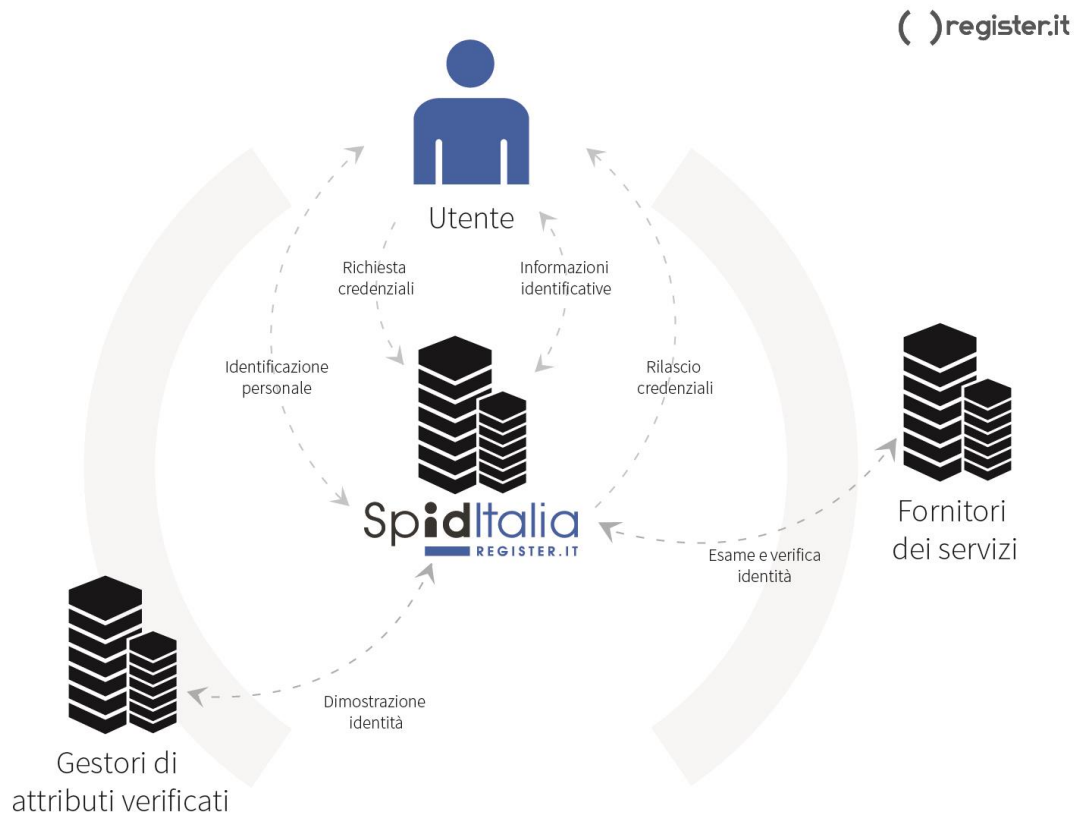 ( ) register.it
Utente
Richiesta
credenziali
Informazioni
identificative
Identificazione
personale
Rilascio
credenziali
SpidItalia
REGISTER.IT
Fornitori
dei servizi
Esame e verifica
identità
Dimostrazione
identità
Gestori di
attributi verificati